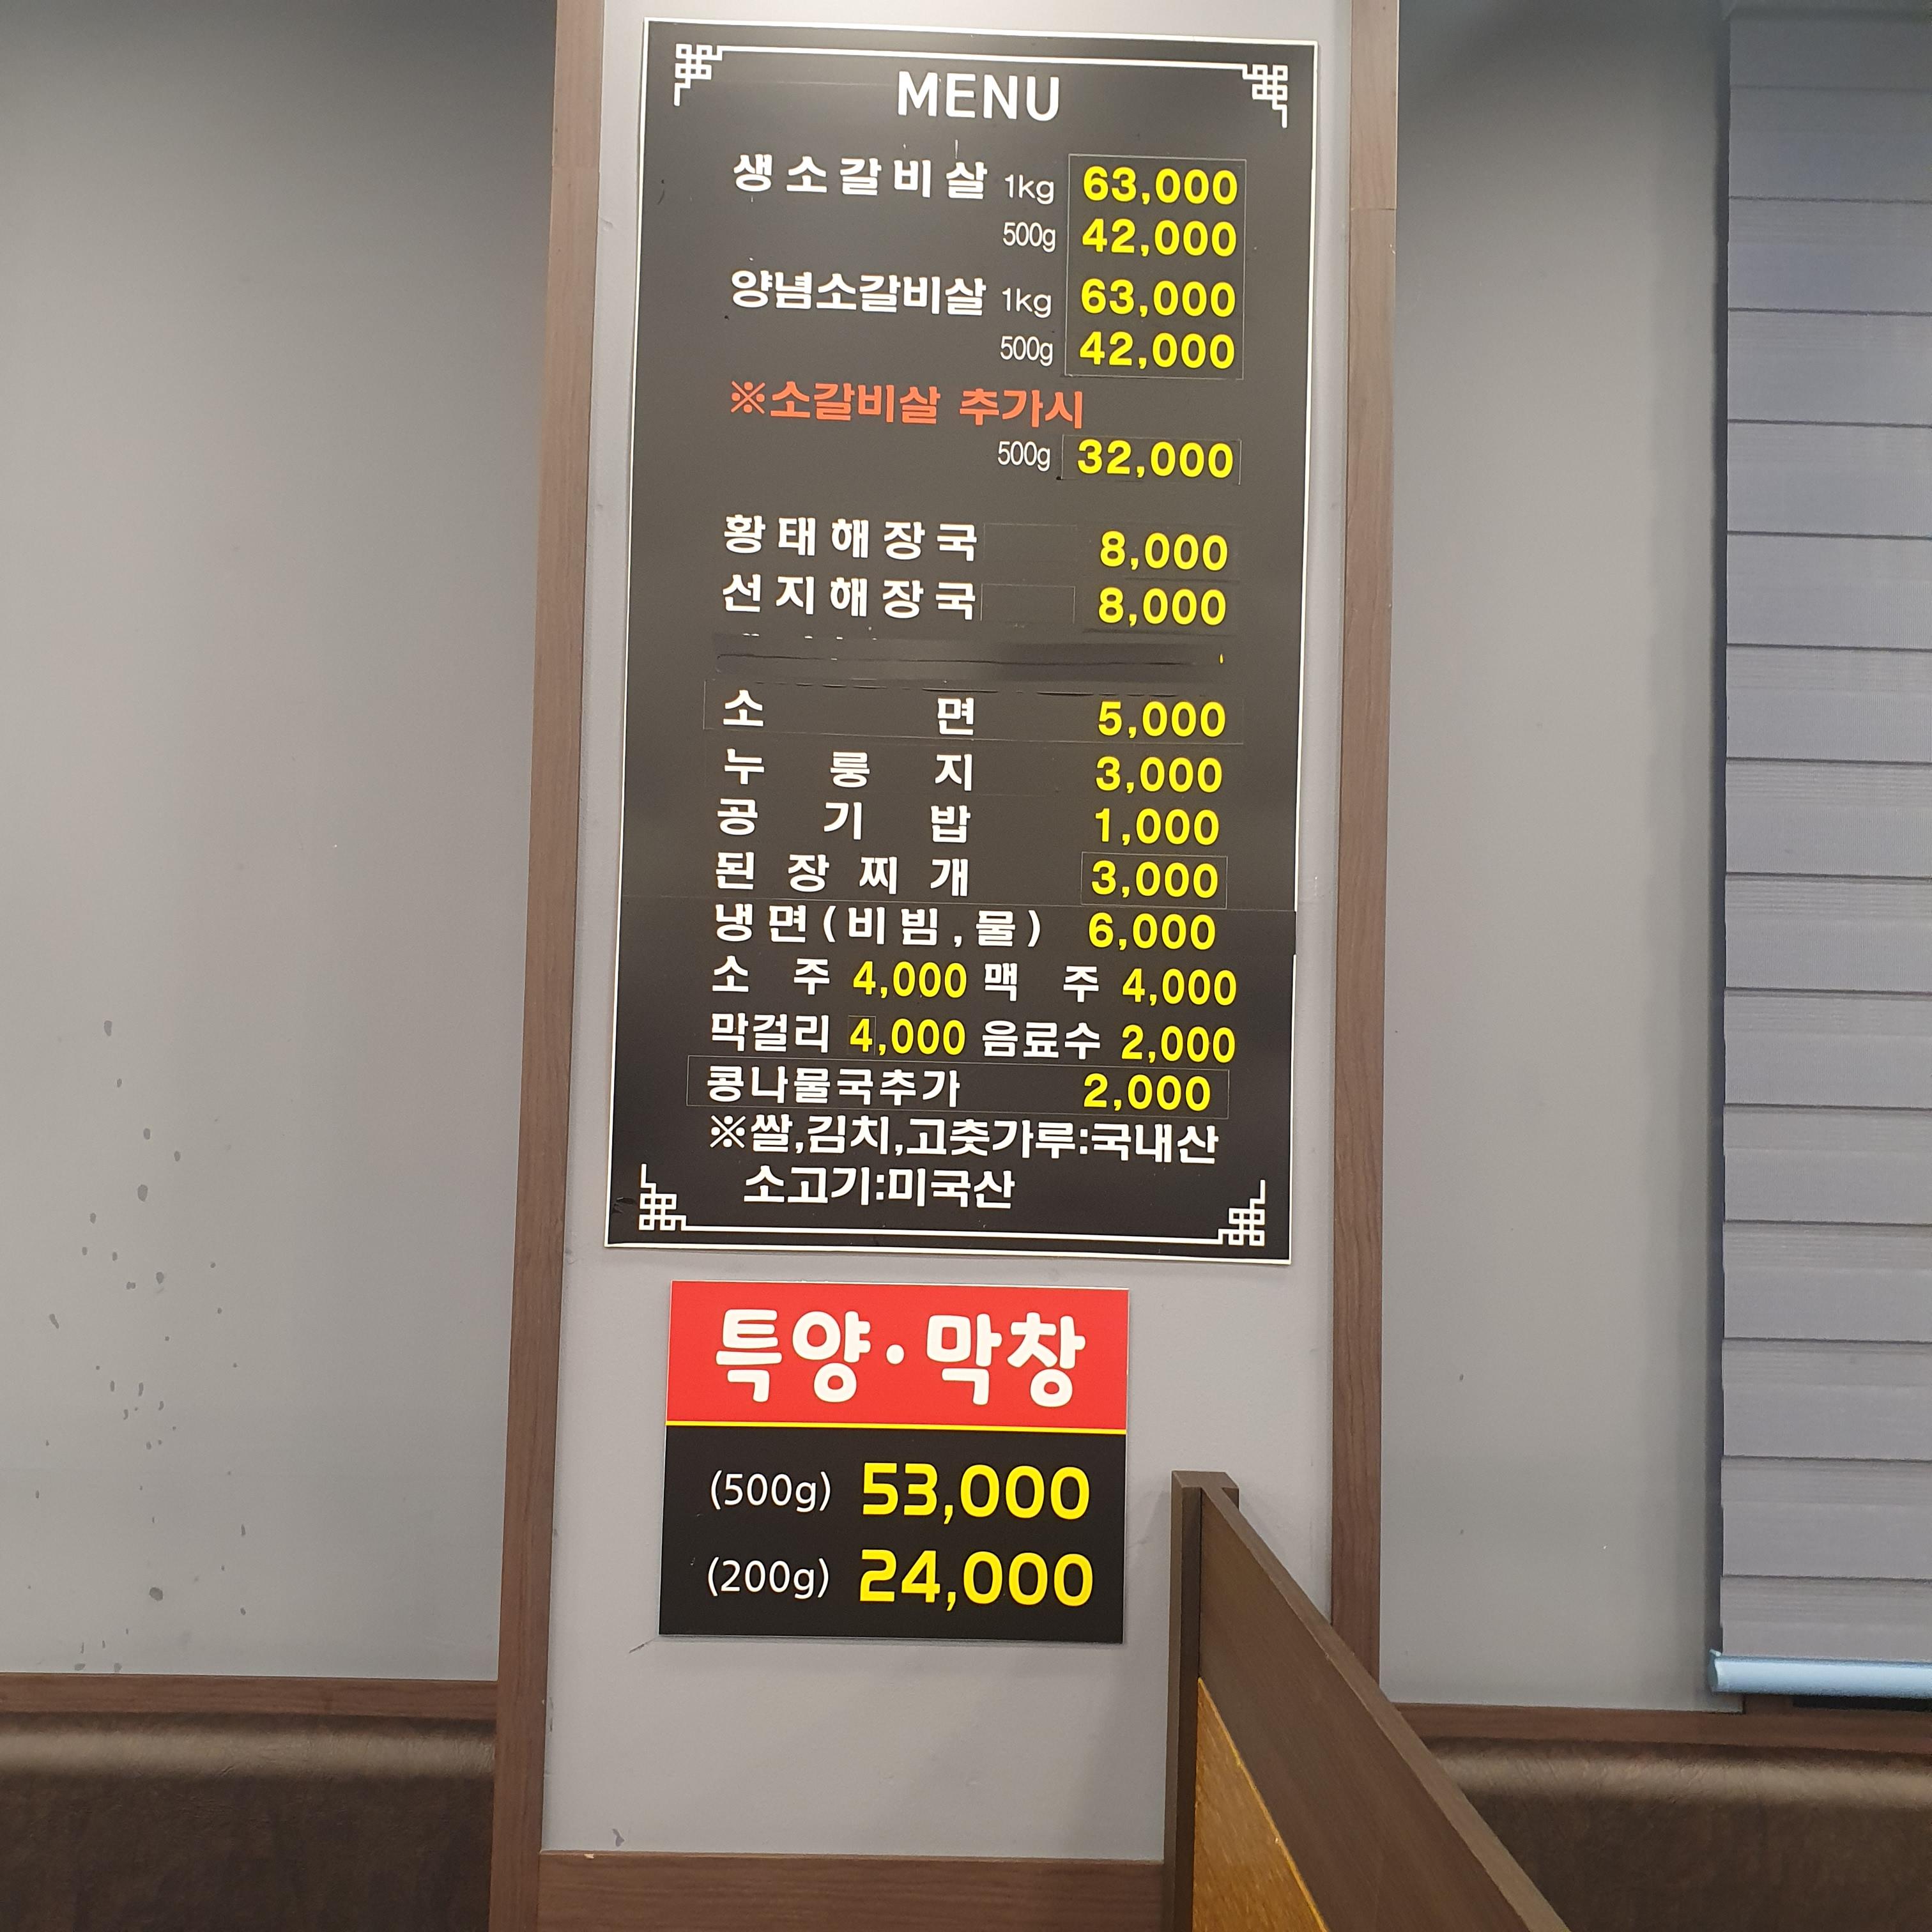 MENU
생소갈비살 1kg 63,000
500g 42,000
양념소갈비살 1kg 63,000
500g 42,000
※소갈비살 추가시
500g 32,000
황태해장국 8,000
선지해장국 8,000
소면 5,000
누룽지 3,000
공기밥 1,000
된장찌개 3,000
냉면(비빔,물) 6,000
소주 4,000 맥주 4,000
막걸리 4,000 음료수 2,000
콩나물국추가 2,000
※쌀,김치,고춧가루:국내산
소고기:미국산
특양·막창
(500g) 53,000
(200g) 24,000